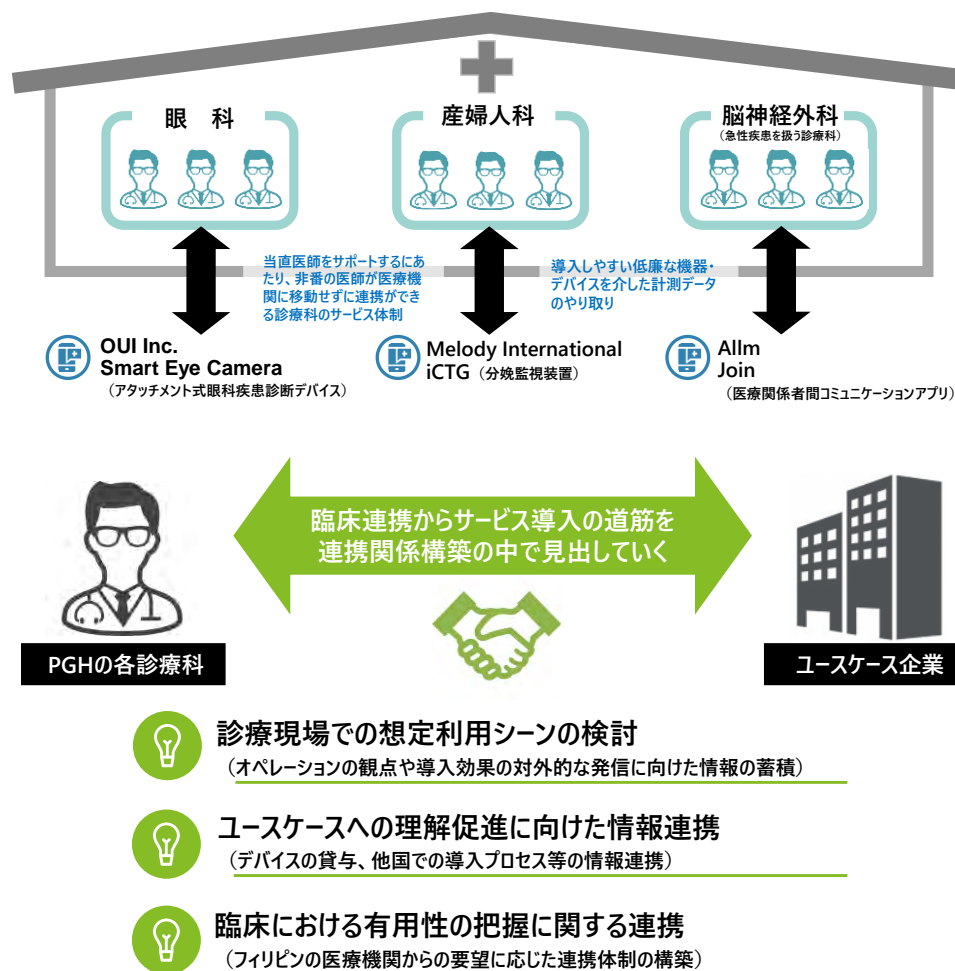 眼　科
産婦人科
脳神経外科
（急性疾患を扱う診療科）
当直医師をサポートするにあ
たり、非番の医師が医療機
関に移動せずに連携ができ
る診療科のサービス体制
導入しやすい低廉な機器・
デバイスを介した計測データ
のやり取り
OUI Inc.
Smart Eye Camera
（アタッチメント式眼科疾患診断デバイス）
Melody International
iCTG（分娩監視装置）
Allm
Join
（医療関係者間コミュニケーションアプリ）
臨床連携からサービス導入の道筋を
連携関係構築の中で見出していく
PGHの各診療科
ユースケース企業
診療現場での想定利用シーンの検討
（オペレーションの観点や導入効果の対外的な発信に向けた情報の蓄積）
ユースケースへの理解促進に向けた情報連携
（デバイスの貸与、他国での導入プロセス等の情報連携）
臨床における有用性の把握に関する連携
（フィリピンの医療機関からの要望に応じた連携体制の構築）